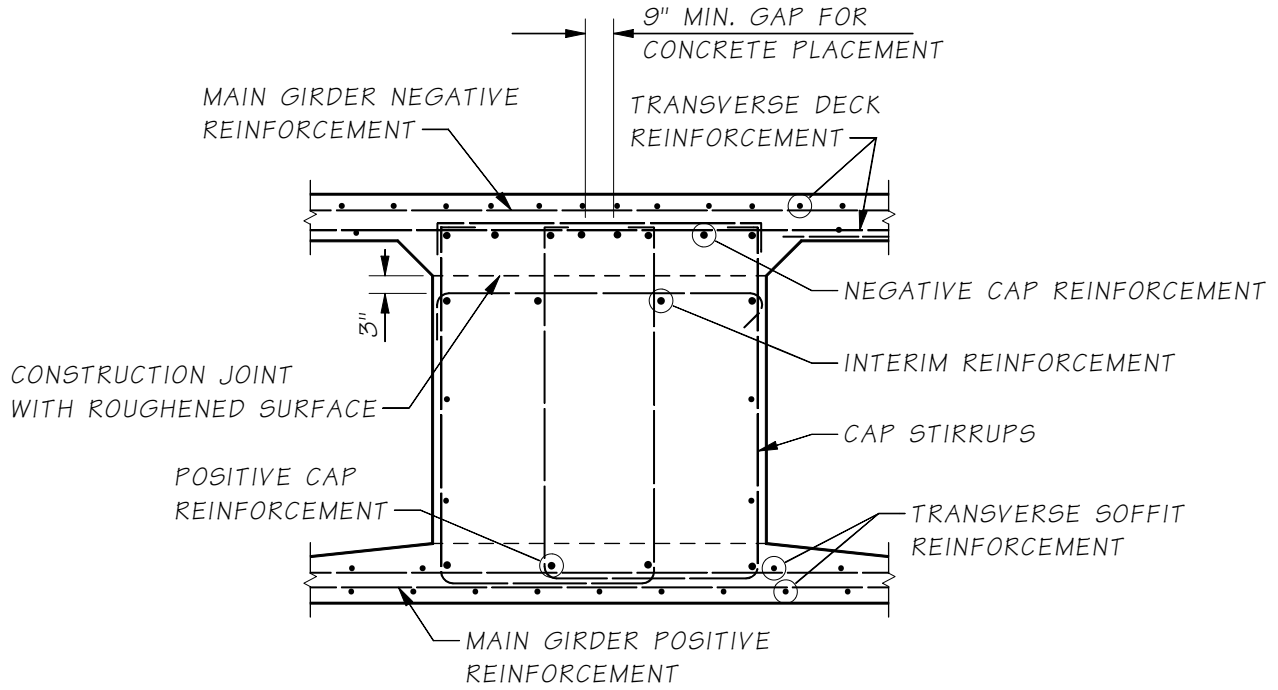 9" MIN. GAP FOR
CONCRETE PLACEMENT
MAIN GIRDER NEGATIVE
REINFORCEMENT
TRANSVERSE DECK
REINFORCEMENT
NEGATIVE CAP REINFORCEMENT
3"
INTERIM REINFORCEMENT
CONSTRUCTION JOINT
WITH ROUGHENED SURFACE
CAP STIRRUPS
POSITIVE CAP
REINFORCEMENT
TRANSVERSE SOFFIT
REINFORCEMENT
MAIN GIRDER POSITIVE
REINFORCEMENT